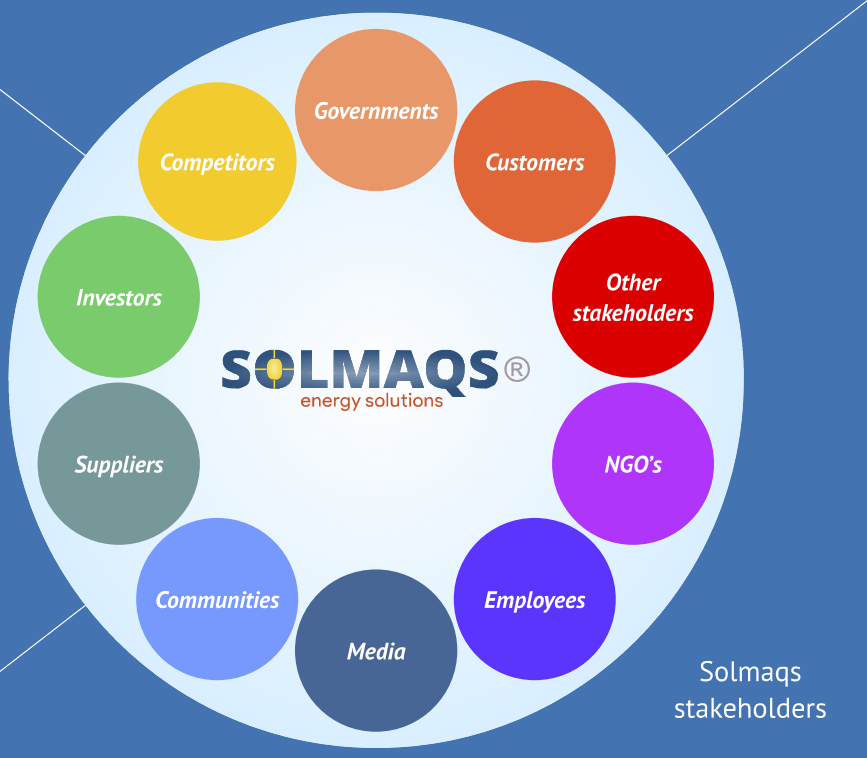 Governments
Competitors
Customers
Investors
Other
stakeholders
SOLMAQS®
energy solutions
Suppliers
NGO’s
Communities
Employees
Media
Solmaqs
stakeholders